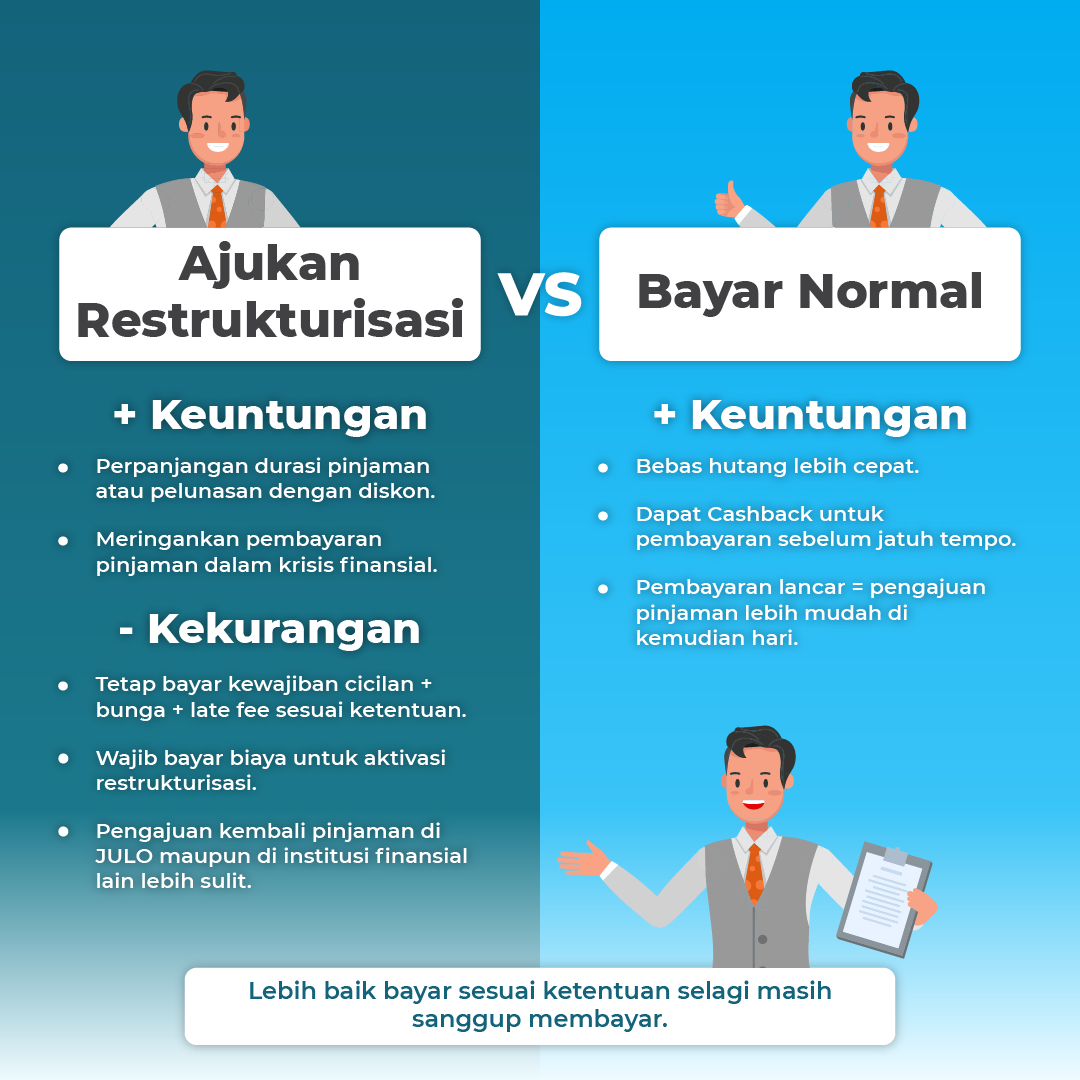 Ajukan
Restrukturisasi
VS
Bayar Normal
+ Keuntungan
• Perpanjangan durasi pinjaman
atau pelunasan dengan diskon.
• Meringankan pembayaran
pinjaman dalam krisis finansial.
- Kekurangan
• Tetap bayar kewajiban cicilan +
bunga + late fee sesuai ketentuan.
• Wajib bayar biaya untuk aktivasi
restrukturisasi.
• Pengajuan kembali pinjaman di
JULO maupun di institusi finansial
lain lebih sulit.
+ Keuntungan
• Bebas hutang lebih cepat.
• Dapat Cashback untuk
pembayaran sebelum jatuh tempo.
• Pembayaran lancar = pengajuan
pinjaman lebih mudah di
kemudian hari.
Lebih baik bayar sesuai ketentuan selagi masih
sanggup membayar.